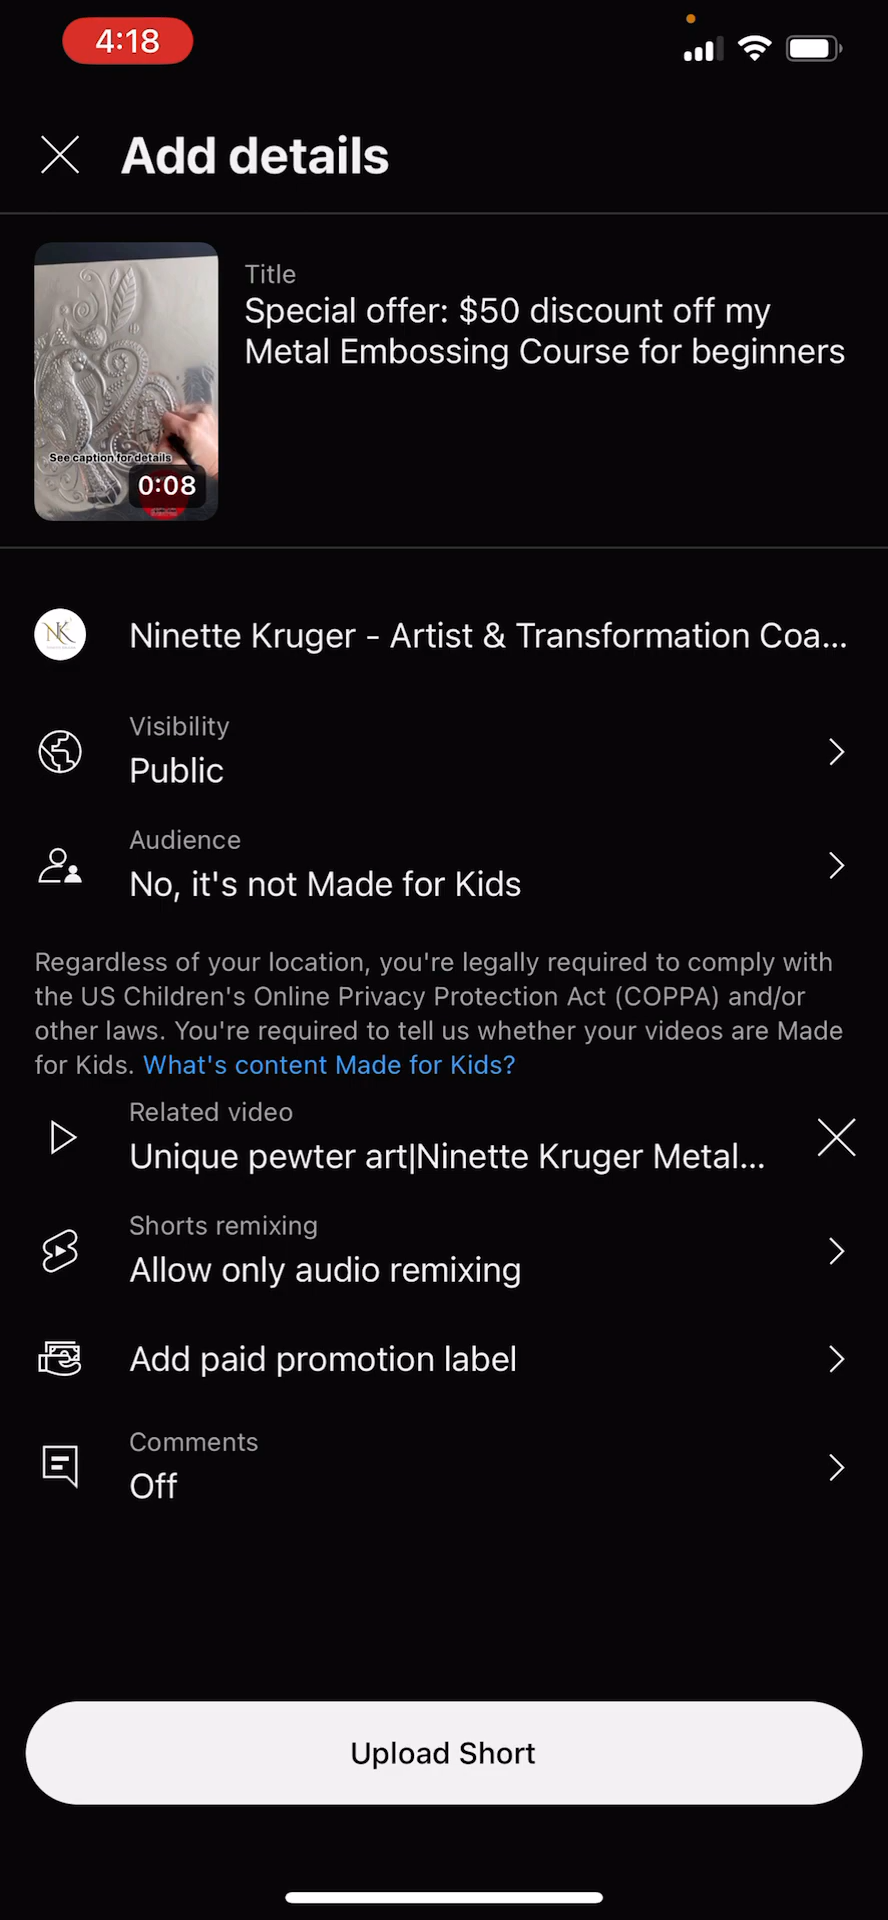 4:18
Add details
Title
Special offer: $50 discount off my
Metal Embossing Course for beginners
See caption for details
0:08
NK
Ninette Kruger - Artist & Transformation Coa...
Visibility
Public
Audience
No, it's not Made for Kids
Regardless of your location, you're legally required to comply with
the US Children's Online Privacy Protection Act (COPPA) and/or
other laws. You're required to tell us whether your videos are Made
for Kids. What's content Made for Kids?
Related video
Unique pewter art|Ninette Kruger Metal...
Shorts remixing
Allow only audio remixing
Add paid promotion label
Comments
Off
Upload Short